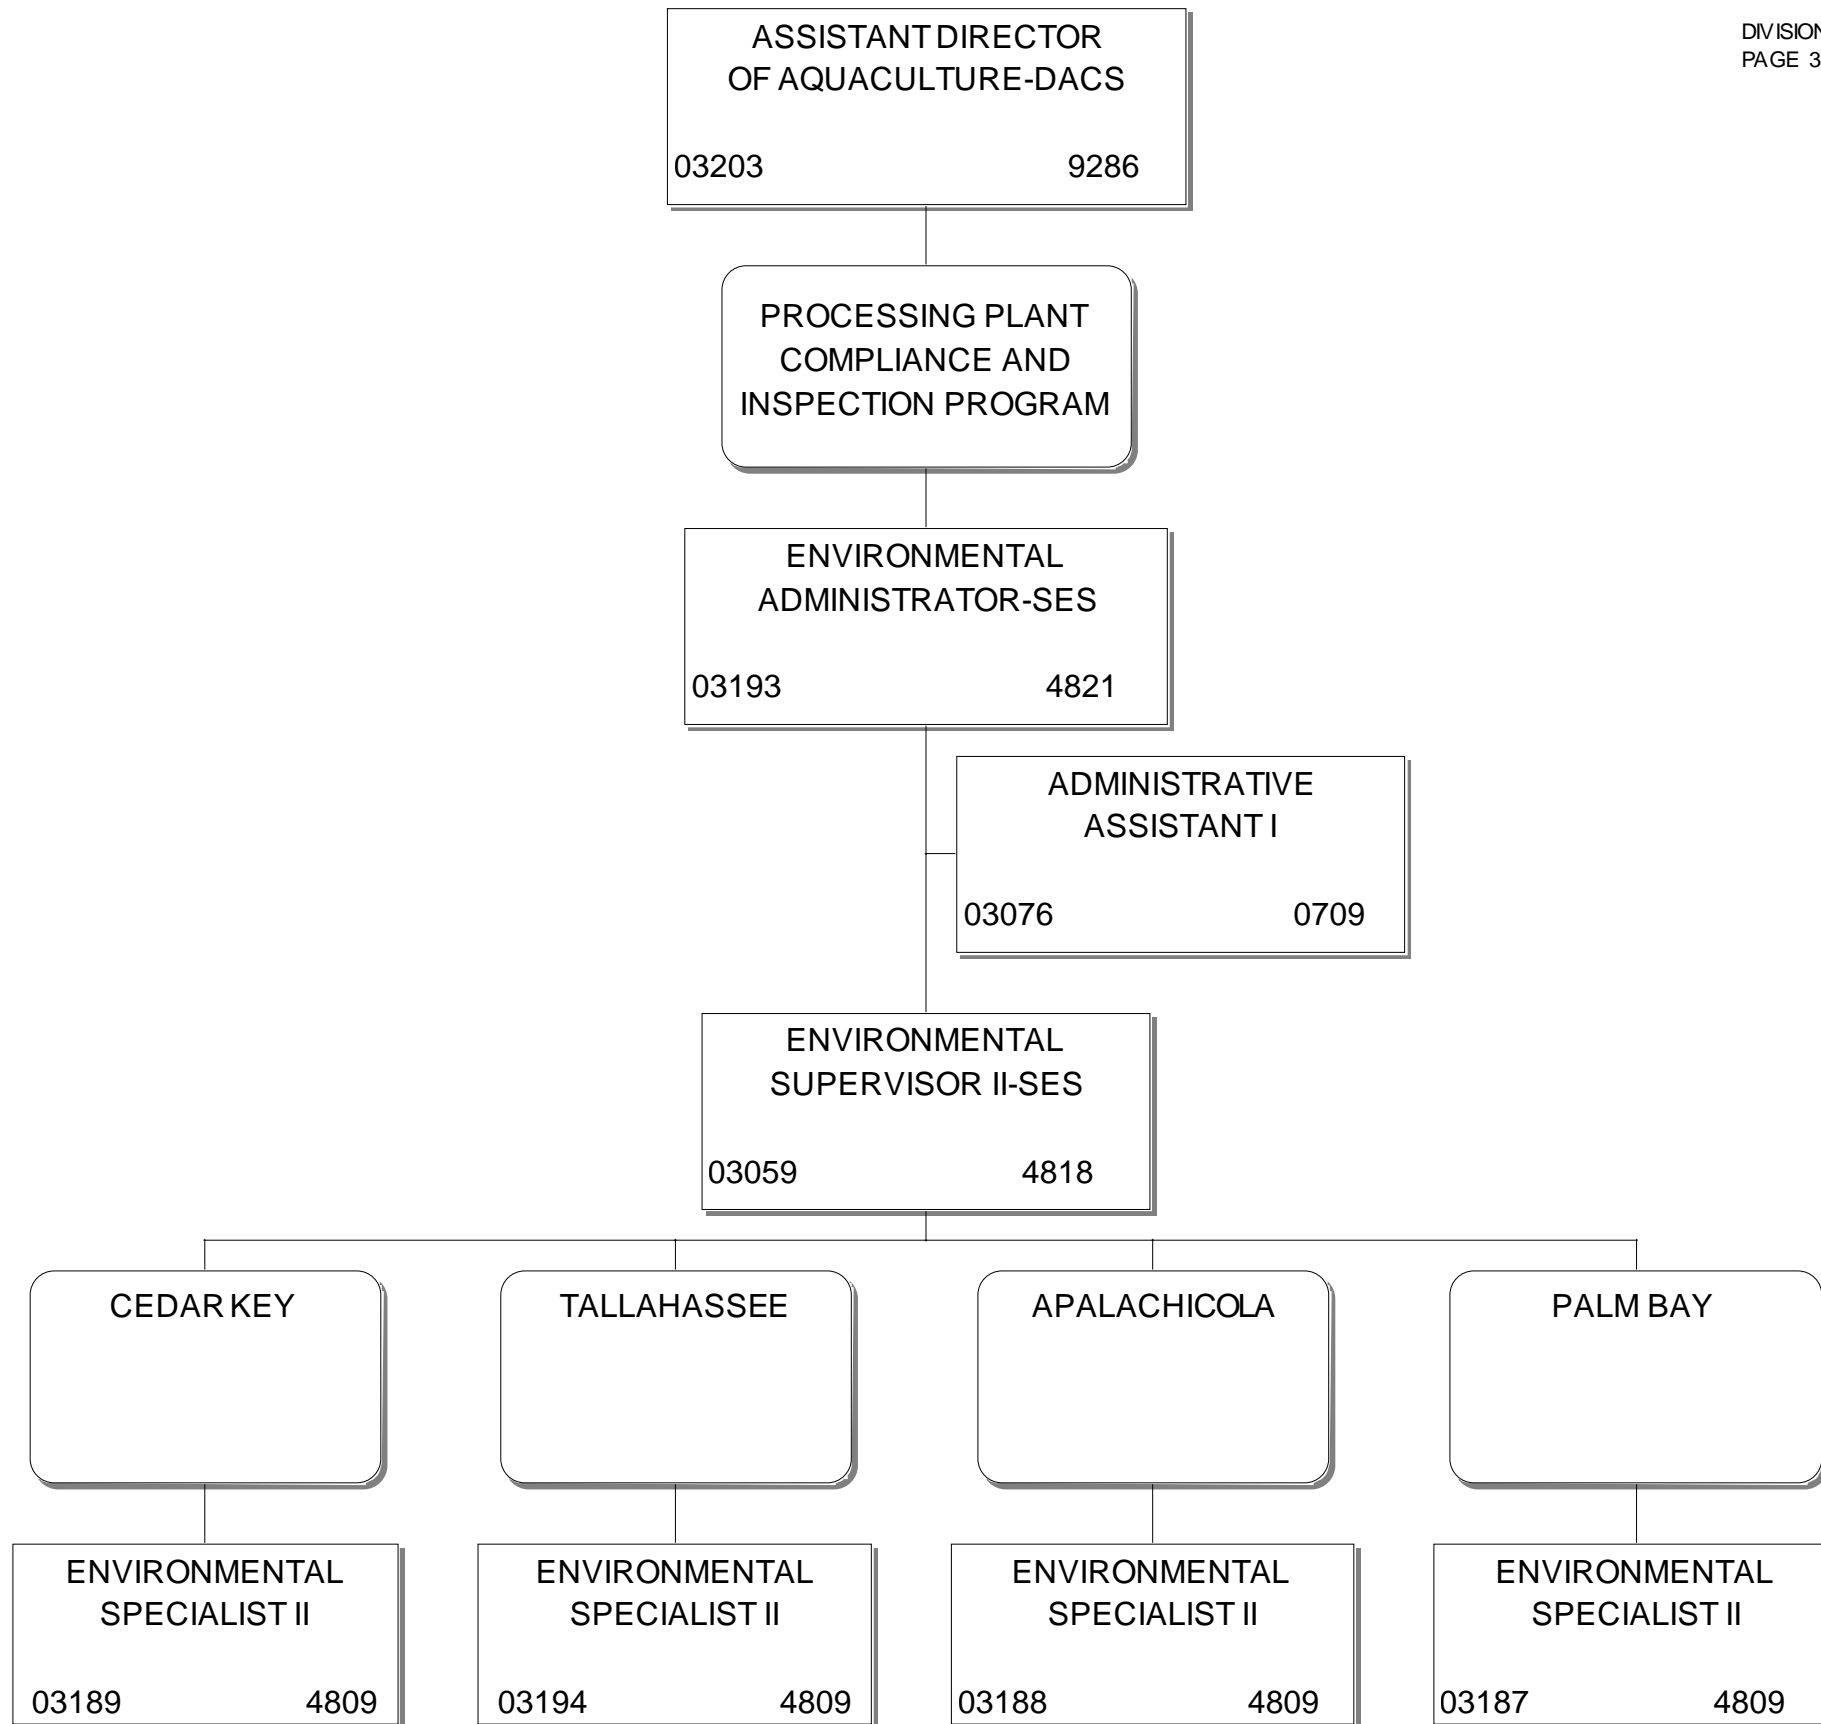 DIVISION
PAGE 3
ASSISTANT DIRECTOR
OF AQUACULTURE-DACS
03203 9286
PROCESSING PLANT
COMPLIANCE AND
INSPECTION PROGRAM
ENVIRONMENTAL
ADMINISTRATOR-SES
03193 4821
ADMINISTRATIVE
ASSISTANT I
03076 0709
ENVIRONMENTAL
SUPERVISOR II-SES
03059 4818
CEDAR KEY
TALLAHASSEE
APALACHICOLA
PALM BAY
ENVIRONMENTAL
SPECIALIST II
03189 4809
ENVIRONMENTAL
SPECIALIST II
03194 4809
ENVIRONMENTAL
SPECIALIST II
03188 4809
ENVIRONMENTAL
SPECIALIST II
03187 4809